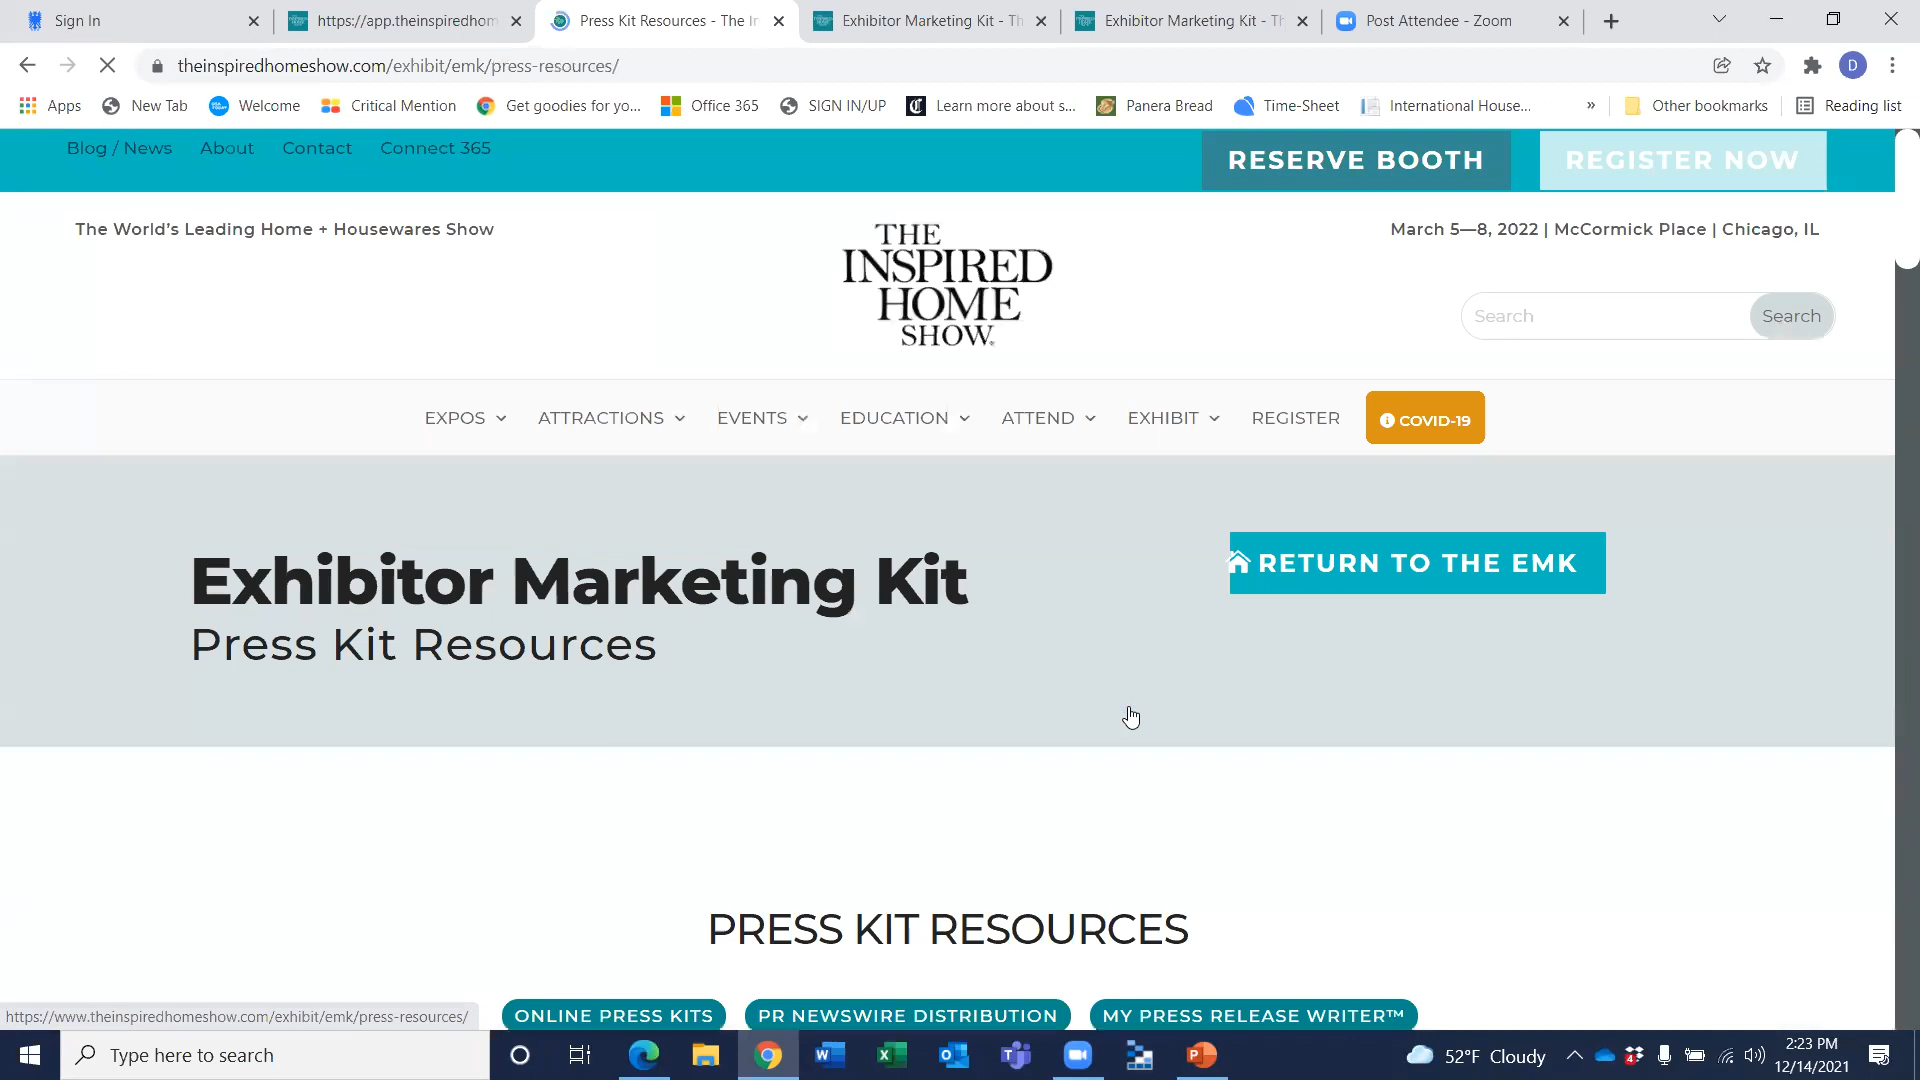 Sign In
https://app.theinspiredhom
Press Kit Resources - The In
Exhibitor Marketing Kit - Th
Exhibitor Marketing Kit - Th
Post Attendee - Zoom
theinspiredhomeshow.com/exhibit/emk/press-resources/
D
Apps
New Tab
Welcome
Critical Mention
Get goodies for yo...
Office 365
SIGN IN/UP
Learn more about s...
Panera Bread
Time-Sheet
International House...
»
Other bookmarks
Reading list
Blog / News
About
Contact
Connect 365
RESERVE BOOTH
REGISTER NOW
The World's Leading Home + Housewares Show
THE
INSPIRED
HOME
SHOW®
March 5—8, 2022 | McCormick Place | Chicago, IL
Search
Search
EXPOS
ATTRACTIONS
EVENTS
EDUCATION
ATTEND
EXHIBIT
REGISTER
COVID-19
Exhibitor Marketing Kit
Press Kit Resources
RETURN TO THE EMK
PRESS KIT RESOURCES
ONLINE PRESS KITS
PR NEWSWIRE DISTRIBUTION
MY PRESS RELEASE WRITER™
https://www.theinspiredhomeshow.com/exhibit/emk/press-resources/
Type here to search
52°F Cloudy
2:23 PM
12/14/2021